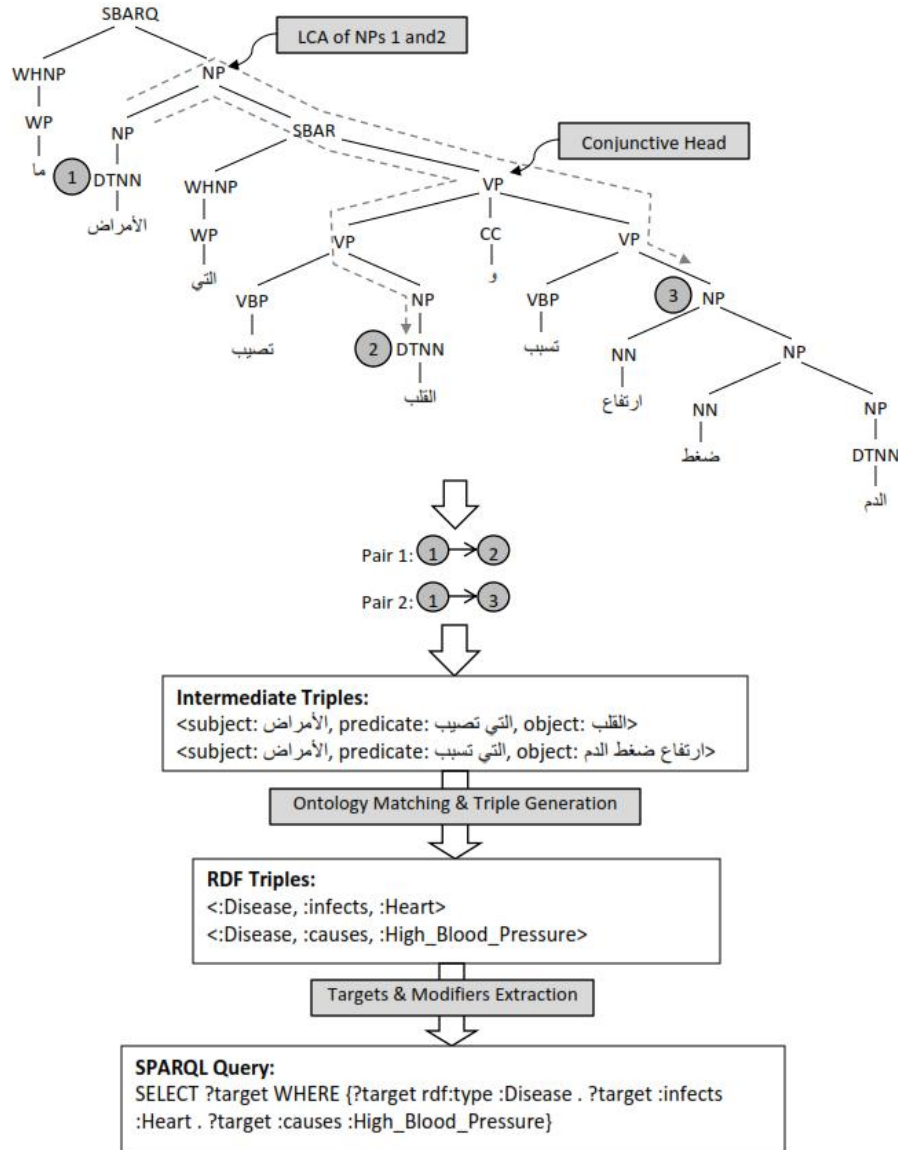 SBARQ
LCA of NPs 1 and2
WHNP
NP
WP
NP
SBAR
Conjunctive Head
ما
1
DTNN
WHNP
VP
الأمراض
WP
VP
CC
VP
التي
و
VBP
NP
VBP
3
NP
تصيب
2
DTNN
تسبب
NN
NP
القلب
ارتفاع
NN
NP
ضغط
DTNN
الدم
Pair 1: 1 2
Pair 2: 1 3
Intermediate Triples:
<subject: الأمراض, predicate: التي تصيب, object: القلب>
<subject: الأمراض, predicate: التي تسبب, object: ارتفاع ضغط الدم>
Ontology Matching & Triple Generation
RDF Triples:
<:Disease, :infects, :Heart>
<:Disease, :causes, :High_Blood_Pressure>
Targets & Modifiers Extraction
SPARQL Query:
SELECT ?target WHERE {?target rdf:type :Disease . ?target :infects
:Heart . ?target :causes :High_Blood_Pressure}